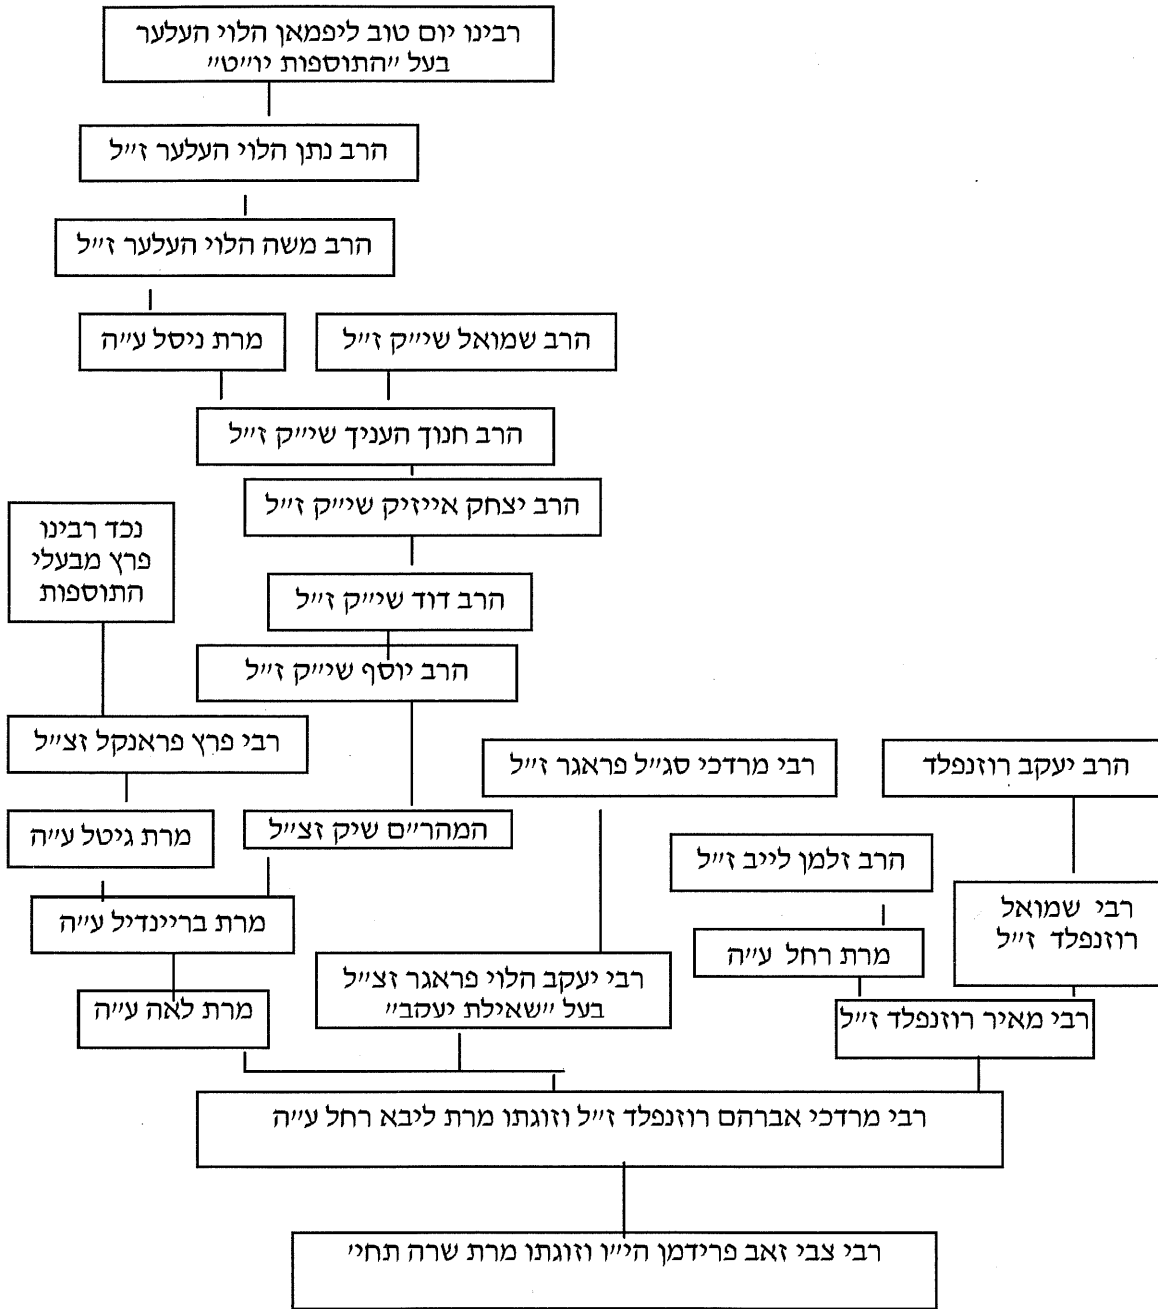 רבינו יום טוב ליפמאן הלוי העלער
בעל "התוספות יו"ט"
הרב נתן הלוי העלער ז"ל
הרב משה הלוי העלער ז"ל
הרב שמואל שי"ק ז"ל
מרת ניסל ע"ה
הרב חנוך העניך שי"ק ז"ל
הרב יצחק אייזיק שי"ק ז"ל
נכד רבינו
פרץ מבעלי
התוספות
הרב דוד שי"ק ז"ל
הרב יוסף שי"ק ז"ל
רבי פרץ פראנקל זצ"ל
הרב יעקב רוזנפלד
רבי מרדכי סג"ל פראגר ז"ל
המהר"ם שיק זצ"ל
מרת גיטל ע"ה
הרב זלמן לייב ז"ל
רבי שמואל
רוזנפלד ז"ל
מרת בריינדיל ע"ה
מרת רחל ע"ה
רבי יעקב הלוי פראגר זצ"ל
בעל "שאילת יעקב"
מרת לאה ע"ה
רבי מאיר רוזנפלד ז"ל
רבי מרדכי אברהם רוזנפלד ז"ל וזוגתו מרת ליבא רחל ע"ה
רבי צבי זאב פרידמן הי"ו וזוגתו מרת שרה תחי'